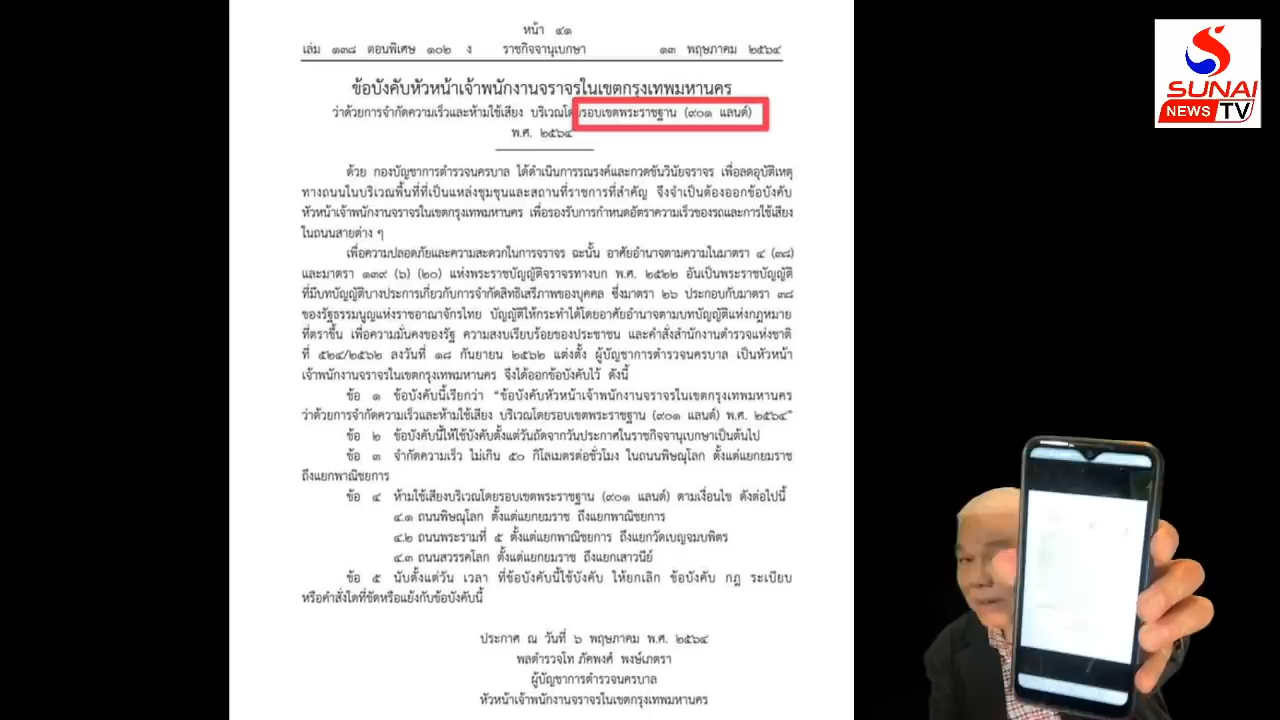 หน้า ๔๑
เล่ม ๑๓๘ ตอนพิเศษ ๑๐๒ ง ราชกิจจานุเบกษา ๑๓ พฤษภาคม ๒๕๖๔
ข้อบังคับหัวหน้าเจ้าพนักงานจราจรในเขตกรุงเทพมหานคร
ว่าด้วยการจำกัดความเร็วและห้ามใช้เสียง บริเวณโดยรอบเขตพระราชฐาน (๙๐๑ แลนด์)
พ.ศ. ๒๕๖๔
ด้วย กองบัญชาการตำรวจนครบาล ได้ดำเนินการรณรงค์และกวดขันวินัยจราจร เพื่อลดอุบัติเหตุ
ทางถนนในบริเวณพื้นที่ที่เป็นแหล่งชุมชนและสถานที่ราชการที่สำคัญ จึงจำเป็นต้องออกข้อบังคับ
หัวหน้าเจ้าพนักงานจราจรในเขตกรุงเทพมหานคร เพื่อรองรับการกำหนดอัตราความเร็วของรถและการใช้เสียง
ในถนนสายต่าง ๆ
เพื่อความปลอดภัยและความสะดวกในการจราจร ฉะนั้น อาศัยอำนาจตามความในมาตรา ๔ (๓๘)
และมาตรา ๑๓๙ (๖) (๒๐) แห่งพระราชบัญญัติจราจรทางบก พ.ศ. ๒๕๒๒ อันเป็นพระราชบัญญัติ
ที่มีบทบัญญัติบางประการเกี่ยวกับการจำกัดสิทธิเสรีภาพของบุคคล ซึ่งมาตรา ๒๖ ประกอบกับมาตรา ๓๘
ของรัฐธรรมนูญแห่งราชอาณาจักรไทย บัญญัติให้กระทำได้โดยอาศัยอำนาจตามบทบัญญัติแห่งกฎหมาย
ที่ตราขึ้น เพื่อความมั่นคงของรัฐ ความสงบเรียบร้อยของประชาชน และคำสั่งสำนักงานตำรวจแห่งชาติ
ที่ ๕๒๔/๒๕๖๒ ลงวันที่ ๑๘ กันยายน ๒๕๖๒ แต่งตั้ง ผู้บัญชาการตำรวจนครบาล เป็นหัวหน้า
เจ้าพนักงานจราจรในเขตกรุงเทพมหานคร จึงได้ออกข้อบังคับไว้ ดังนี้
ข้อ ๑ ข้อบังคับนี้เรียกว่า “ข้อบังคับหัวหน้าเจ้าพนักงานจราจรในเขตกรุงเทพมหานคร
ว่าด้วยการจำกัดความเร็วและห้ามใช้เสียง บริเวณโดยรอบเขตพระราชฐาน (๙๐๑ แลนด์) พ.ศ. ๒๕๖๔”
ข้อ ๒ ข้อบังคับนี้ให้ใช้บังคับตั้งแต่วันถัดจากวันประกาศในราชกิจจานุเบกษาเป็นต้นไป
ข้อ ๓ จำกัดความเร็ว ไม่เกิน ๕๐ กิโลเมตรต่อชั่วโมง ในถนนพิษณุโลก ตั้งแต่แยกยมราช
ถึงแยกพาณิชยการ
ข้อ ๔ ห้ามใช้เสียงบริเวณโดยรอบเขตพระราชฐาน (๙๐๑ แลนด์) ตามเงื่อนไข ดังต่อไปนี้
๔.๑ ถนนพิษณุโลก ตั้งแต่แยกยมราช ถึงแยกพาณิชยการ
๔.๒ ถนนพระรามที่ ๕ ตั้งแต่แยกพาณิชยการ ถึงแยกวัดเบญจมบพิตร
๔.๓ ถนนสวรรคโลก ตั้งแต่แยกยมราช ถึงแยกเสาวนีย์
ข้อ ๕ นับตั้งแต่วัน เวลา ที่ข้อบังคับนี้ใช้บังคับ ให้ยกเลิก ข้อบังคับ กฎ ระเบียบ
หรือคำสั่งใดที่ขัดหรือแย้งกับข้อบังคับนี้
ประกาศ ณ วันที่ ๖ พฤษภาคม พ.ศ. ๒๕๖๔
พลตำรวจโท ภัคพงศ์ พงษ์เภตรา
ผู้บัญชาการตำรวจนครบาล
หัวหน้าเจ้าพนักงานจราจรในเขตกรุงเทพมหานคร
SUNAI
NEWS TV